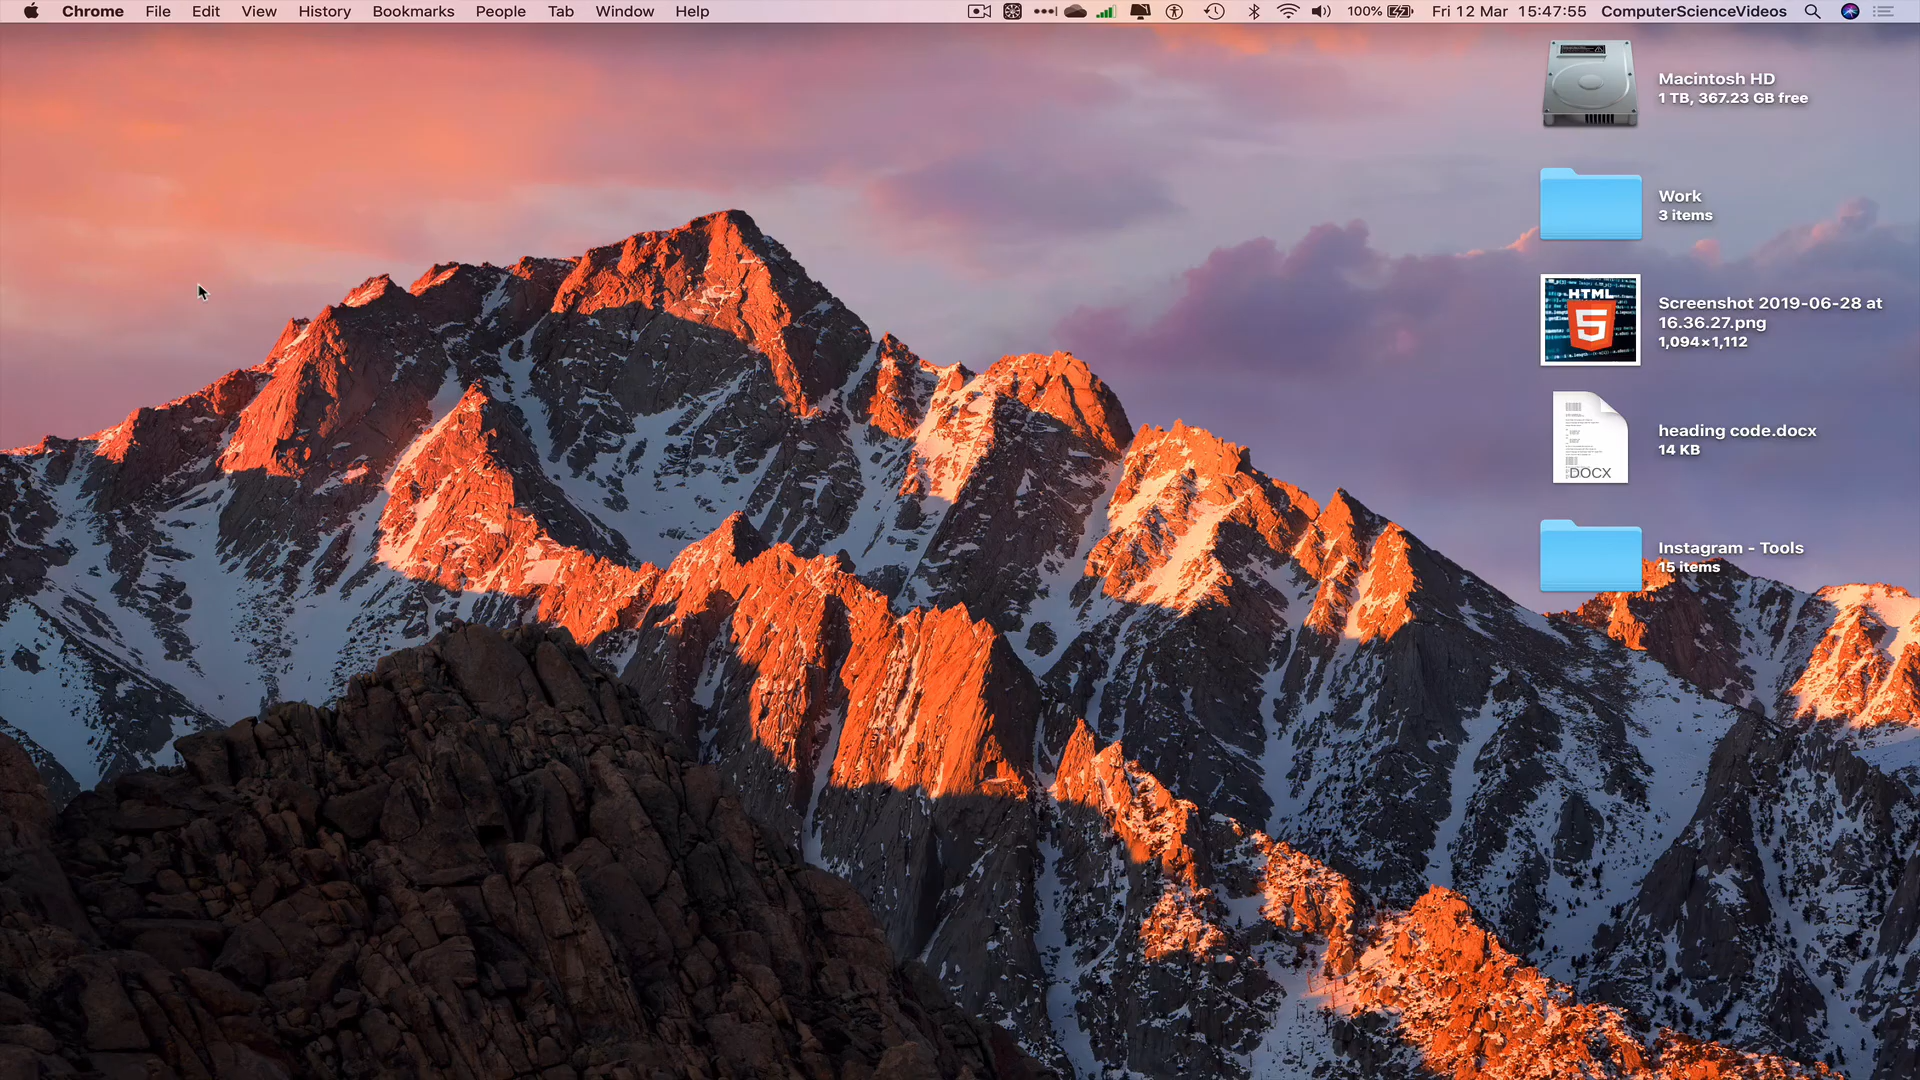 Chrome File Edit View History Bookmarks People Tab Window Help 100% Fri 12 Mar 15:47:55 ComputerScienceVideos
Macintosh HD
1 TB, 367.23 GB free
Work
3 items
HTML
5
Screenshot 2019-06-28 at
16.36.27.png
1,094×1,112
DOCX
heading code.docx
14 KB
Instagram - Tools
15 items